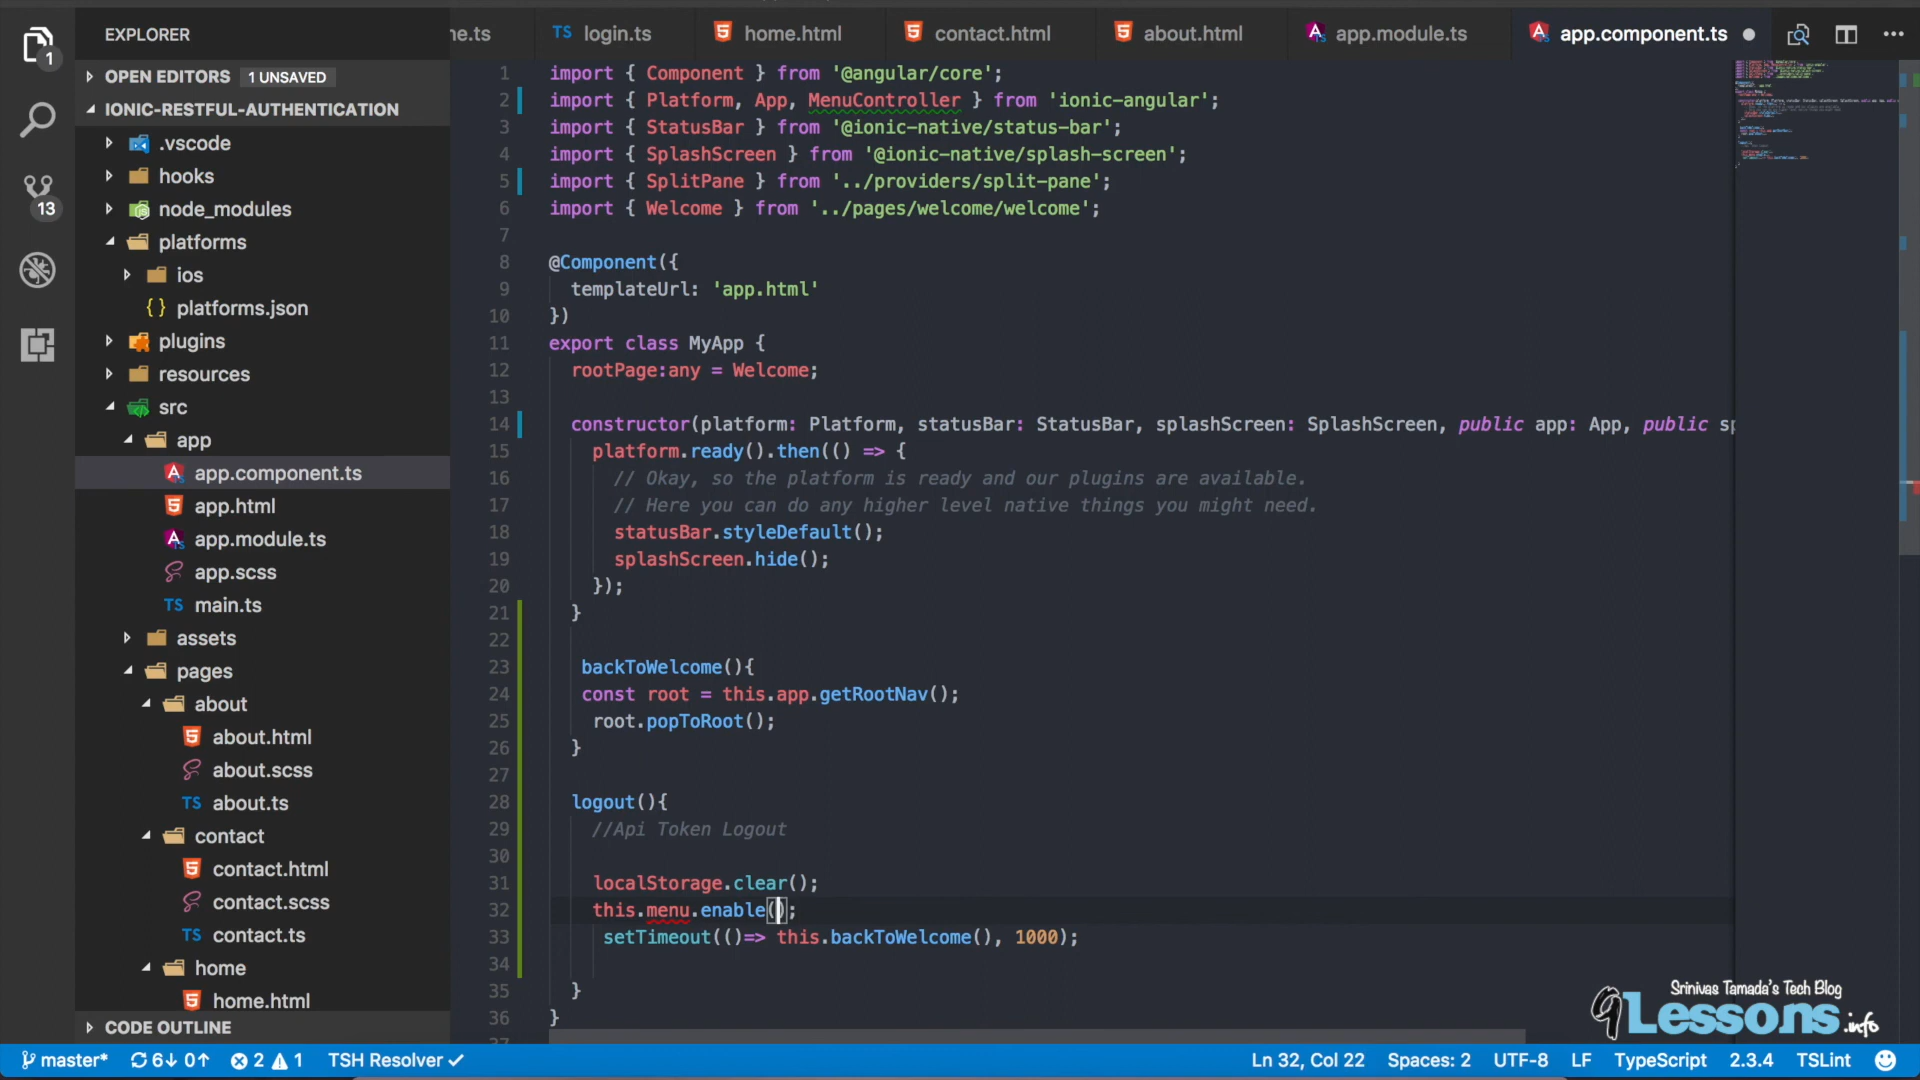 EXPLORER
OPEN EDITORS 1 UNSAVED
IONIC-RESTFUL-AUTHENTICATION
.vscode
hooks
node_modules
platforms
ios
{} platforms.json
plugins
resources
src
app
app.component.ts
app.html
app.module.ts
app.scss
TS main.ts
assets
pages
about
about.html
about.scss
TS about.ts
contact
contact.html
contact.scss
TS contact.ts
home
home.html
CODE OUTLINE
1
13
ne.ts
TS login.ts
home.html
contact.html
about.html
app.module.ts
app.component.ts
1 import { Component } from '@angular/core';
2 import { Platform, App, MenuController } from 'ionic-angular';
3 import { StatusBar } from '@ionic-native/status-bar';
4 import { SplashScreen } from '@ionic-native/splash-screen';
5 import { SplitPane } from '../providers/split-pane';
6 import { Welcome } from '../pages/welcome/welcome';
7
8 @Component({
9 templateUrl: 'app.html'
10 })
11 export class MyApp {
12 rootPage:any = Welcome;
13
14 constructor(platform: Platform, statusBar: StatusBar, splashScreen: SplashScreen, public app: App, public sp
15 platform.ready().then(() => {
16 // Okay, so the platform is ready and our plugins are available.
17 // Here you can do any higher level native things you might need.
18 statusBar.styleDefault();
19 splashScreen.hide();
20 });
21 }
22
23 backToWelcome(){
24 const root = this.app.getRootNav();
25 root.popToRoot();
26 }
27
28 logout(){
29 //Api Token Logout
30
31 localStorage.clear();
32 this.menu.enable();
33 setTimeout(()=> this.backToWelcome(), 1000);
34
35 }
36 }
Srinivas Tamada's Tech Blog
9Lessons.info
master* 6↓ 0↑ 2 1 TSH Resolver ✓ Ln 32, Col 22 Spaces: 2 UTF-8 LF TypeScript 2.3.4 TSLint